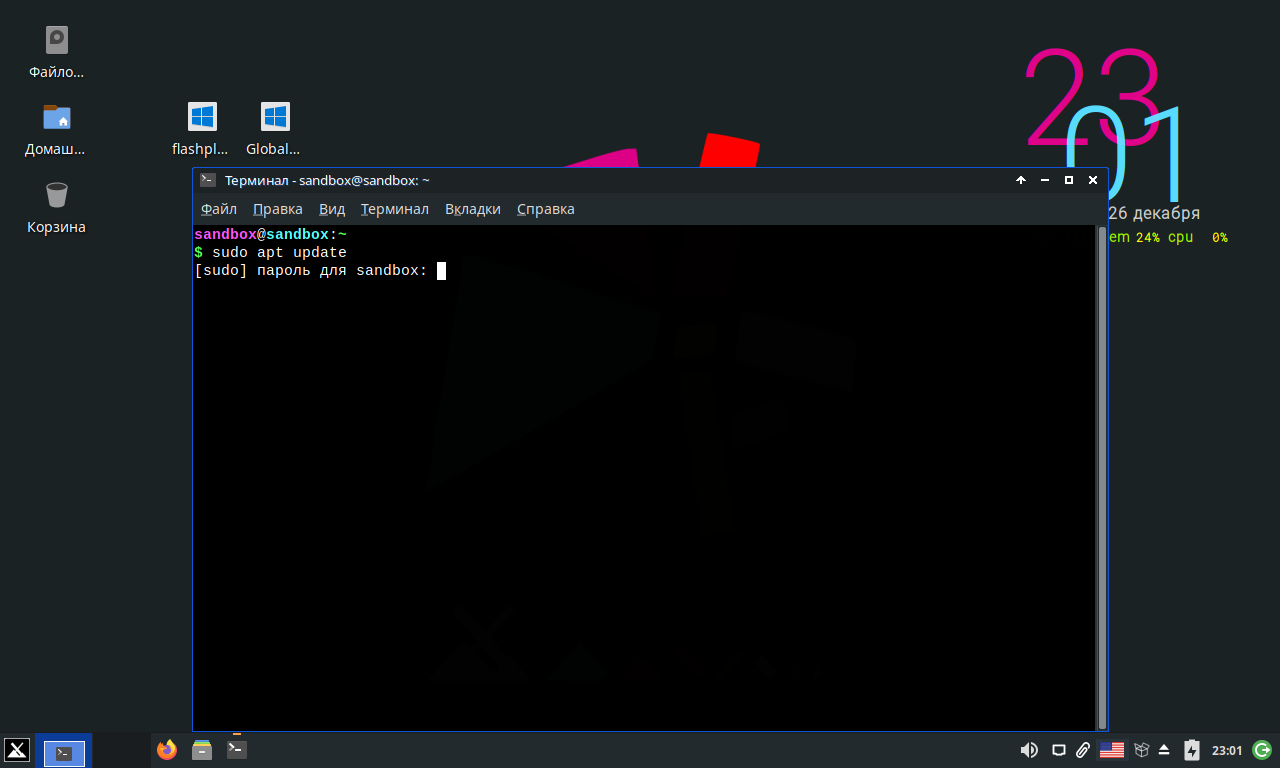 Файло...
Домаш...
Корзина
flashpl...
Global...
23
01
26 декабря
em 24% cpu 0%
Терминал - sandbox@sandbox: ~
Файл Правка Вид Терминал Вкладки Справка
sandbox@sandbox:~
$ sudo apt update
[sudo] пароль для sandbox:
23:01